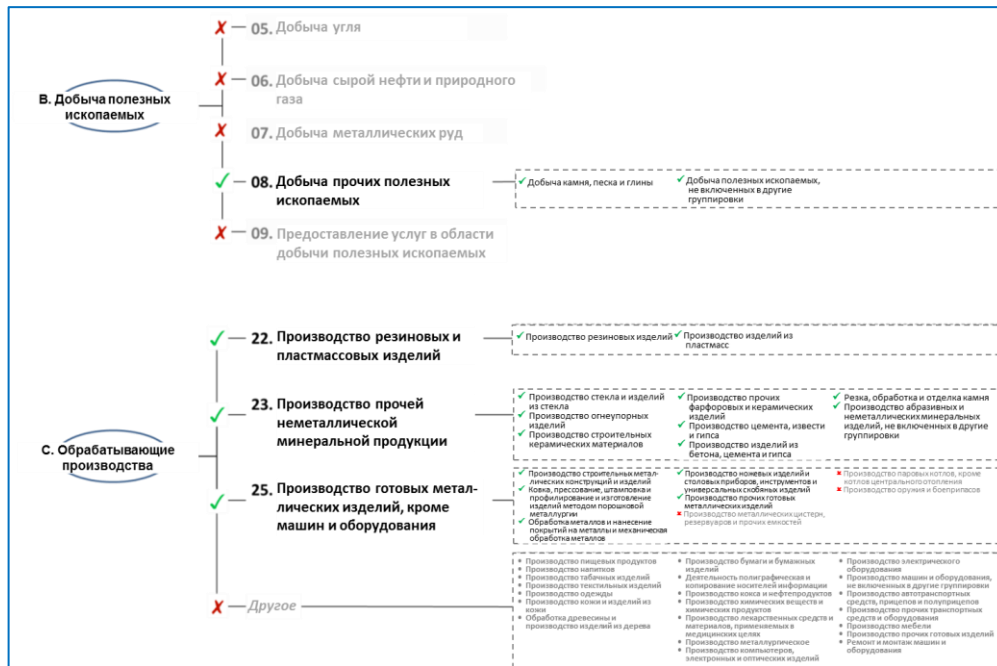 B. Добыча полезных
ископаемых
05. Добыча угля
06. Добыча сырой нефти и природного
газа
07. Добыча металлических руд
08. Добыча прочих полезных
ископаемых
✓ Добыча камня, песка и глины
✓ Добыча полезных ископаемых,
не включенных в другие
группировки
09. Предоставление услуг в области
добычи полезных ископаемых
C. Обрабатывающие
производства
22. Производство резиновых и
пластмассовых изделий
✓ Производство резиновых изделий
✓ Производство изделий из
пластмасс
23. Производство прочей
неметаллической
минеральной продукции
✓ Производство стекла и изделий
из стекла
✓ Производство огнеупорных
изделий
✓ Производство строительных
керамических материалов
✓ Производство прочих
фарфоровых и керамических
изделий
✓ Производство цемента, извести
и гипса
✓ Производство изделий из
бетона, цемента и гипса
✓ Резка, обработка и отделка камня
✓ Производство абразивных и
неметаллических минеральных
изделий, не включенных в другие
группировки
25. Производство готовых метал-
лических изделий, кроме
машин и оборудования
✓ Производство строительных метал-
лических конструкций и изделий
✓ Ковка, прессование, штамповка и
профилирование и изготовление
изделий методом порошковой
металлургии
✓ Обработка металлов и нанесение
покрытий на металлы и механическая
обработка металлов
✓ Производство ножевых изделий и
столовых приборов, инструментов и
универсальных скобяных изделий
✓ Производство прочих готовых
металлических изделий
✗ Производство металлических цистерн,
резервуаров и прочих емкостей
✗ Производство паровых котлов, кроме
котлов центрального отопления
✗ Производство оружия и боеприпасов
Другое
• Производство пищевых продуктов
• Производство напитков
• Производство табачных изделий
• Производство текстильных изделий
• Производство одежды
• Производство кожи и изделий из
кожи
• Обработка древесины и
производство изделий из дерева
• Производство бумаги и бумажных
изделий
• Деятельность полиграфическая и
копирование носителей информации
• Производство кокса и нефтепродуктов
• Производство химических веществ и
химических продуктов
• Производство лекарственных средств и
материалов, применяемых в
медицинских целях
• Производство металлургическое
• Производство компьютеров,
электронных и оптических изделий
• Производство электрического
оборудования
• Производство машин и оборудования,
не включенных в другие группировки
• Производство автотранспортных
средств, прицепов и полуприцепов
• Производство прочих транспортных
средств и оборудования
• Производство мебели
• Производство прочих готовых изделий
• Ремонт и монтаж машин и
оборудования